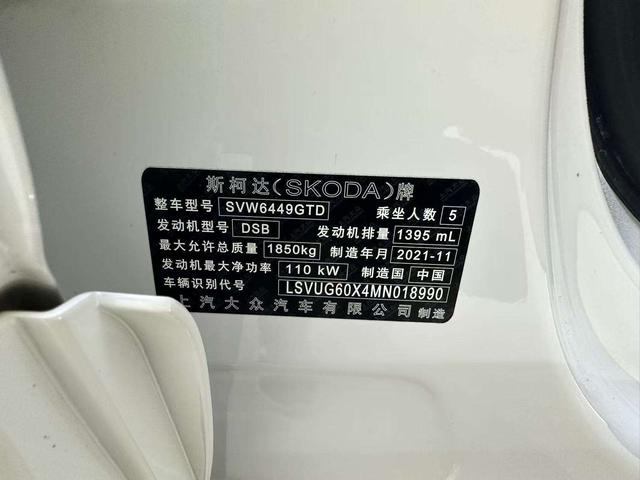 斯柯达(SKODA)牌
整车型号 SVW6449GTD 乘坐人数 5
发动机型号 DSB 发动机排量 1395 mL
最大允许总质量 1850kg 制造年月 2021-11
发动机最大净功率 110 kW 制造国 中国
车辆识别代号 LSVUG60X4MN018990
上汽大众汽车有限公司 制造